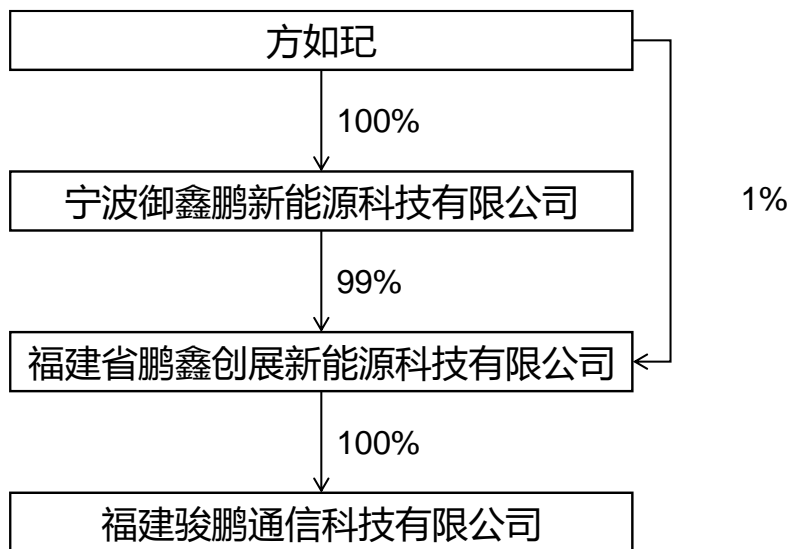 方如玘
100%
宁波御鑫鹏新能源科技有限公司
1%
99%
福建省鹏鑫创展新能源科技有限公司
100%
福建骏鹏通信科技有限公司